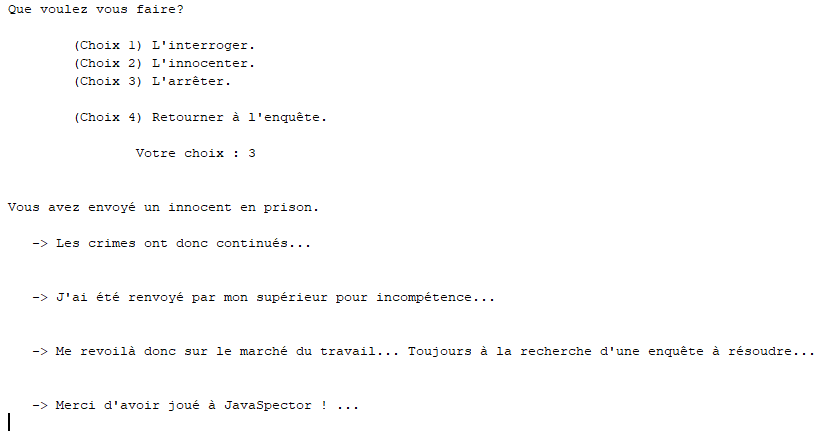 Que voulez vous faire?
(Choix 1) L'interroger.
(Choix 2) L'innocenter.
(Choix 3) L'arrêter.
(Choix 4) Retourner à l'enquête.
Votre choix : 3
Vous avez envoyé un innocent en prison.
-> Les crimes ont donc continués...
-> J'ai été renvoyé par mon supérieur pour incompétence...
-> Me revoilà donc sur le marché du travail... Toujours à la recherche d'une enquête à résoudre...
-> Merci d'avoir joué à JavaSpector ! ...